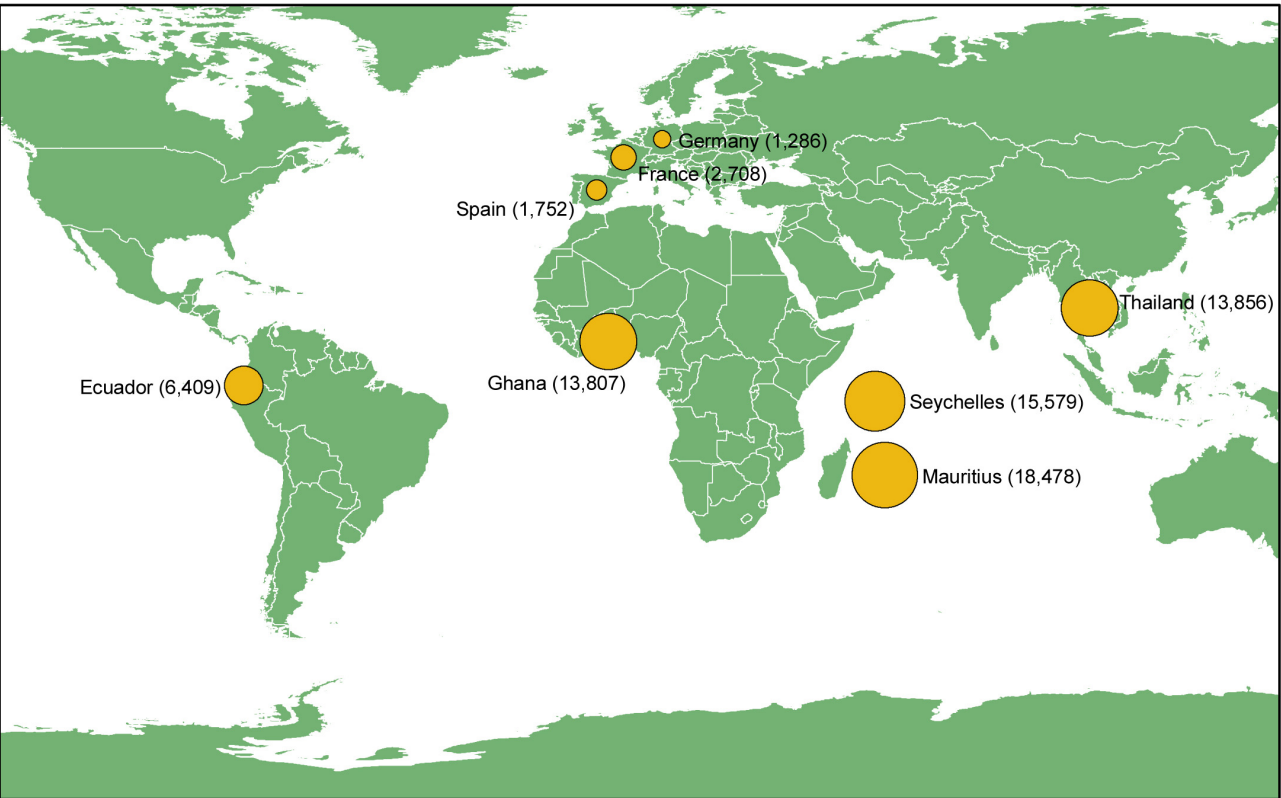 Germany (1,286)
France (2,708)
Spain (1,752)
Thailand (13,856)
Ghana (13,807)
Ecuador (6,409)
Seychelles (15,579)
Mauritius (18,478)